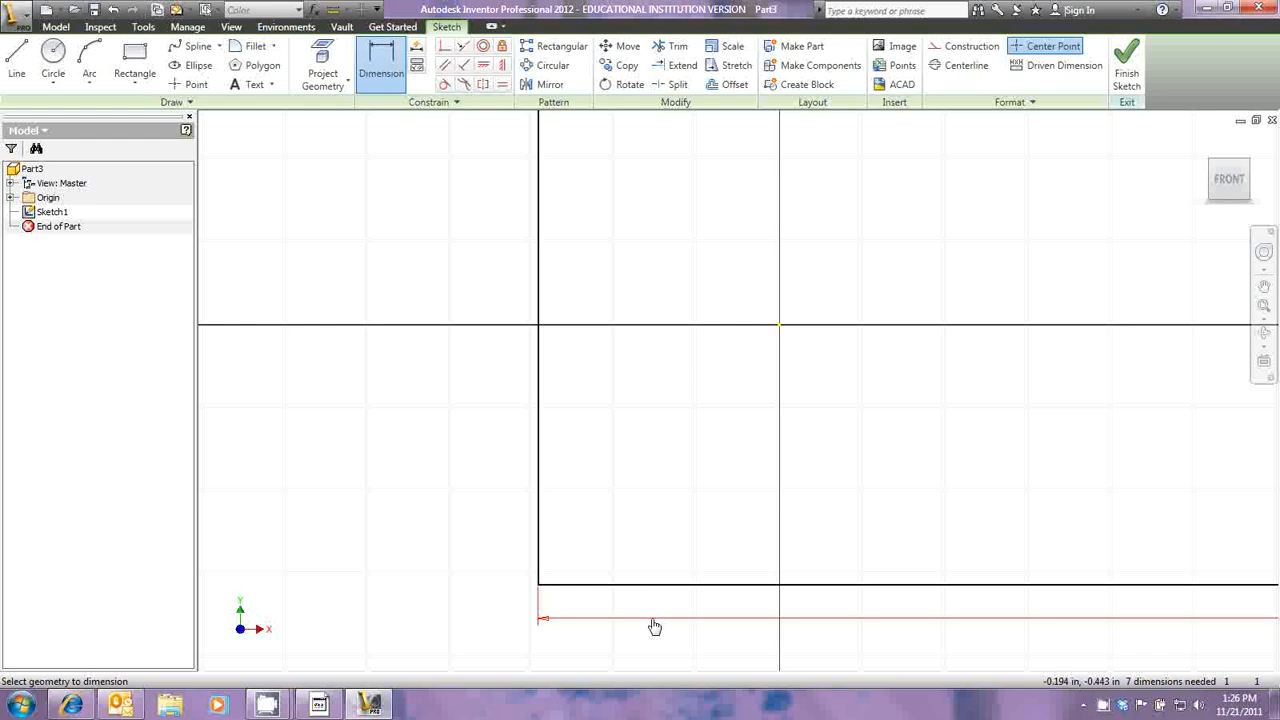 Color Autodesk Inventor Professional 2012 - EDUCATIONAL INSTITUTION VERSION Part3 Type a keyword or phrase Sign In
PRO Model Inspect Tools Manage View Environments Vault Get Started Sketch
Line Circle Arc Rectangle Spline Fillet Project Geometry Dimension Rectangular Move Trim Scale Make Part Image Construction Center Point Finish Sketch
Ellipse Polygon Circular Copy Extend Stretch Make Components Points Centerline Driven Dimension
Point Text Mirror Rotate Split Offset Create Block ACAD
Draw Constrain Pattern Modify Layout Insert Format Exit
Model
Part3
View: Master
Origin
Sketch1
End of Part
FRONT
Y
X
Select geometry to dimension -0.194 in, -0.443 in 7 dimensions needed 1 1
1:26 PM
11/21/2011